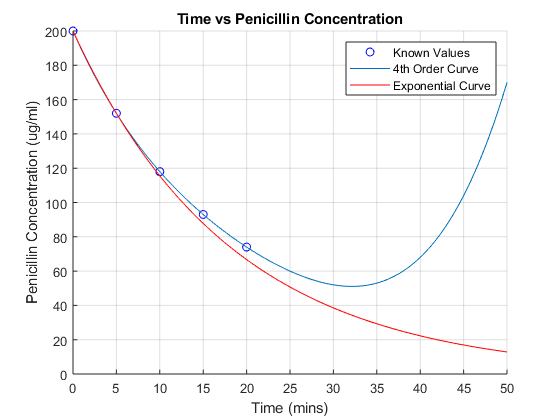 Time vs Penicillin Concentration
Known Values
4th Order Curve
Exponential Curve
Penicillin Concentration (ug/ml)
200
180
160
140
120
100
80
60
40
20
0
0 5 10 15 20 25 30 35 40 45 50
Time (mins)